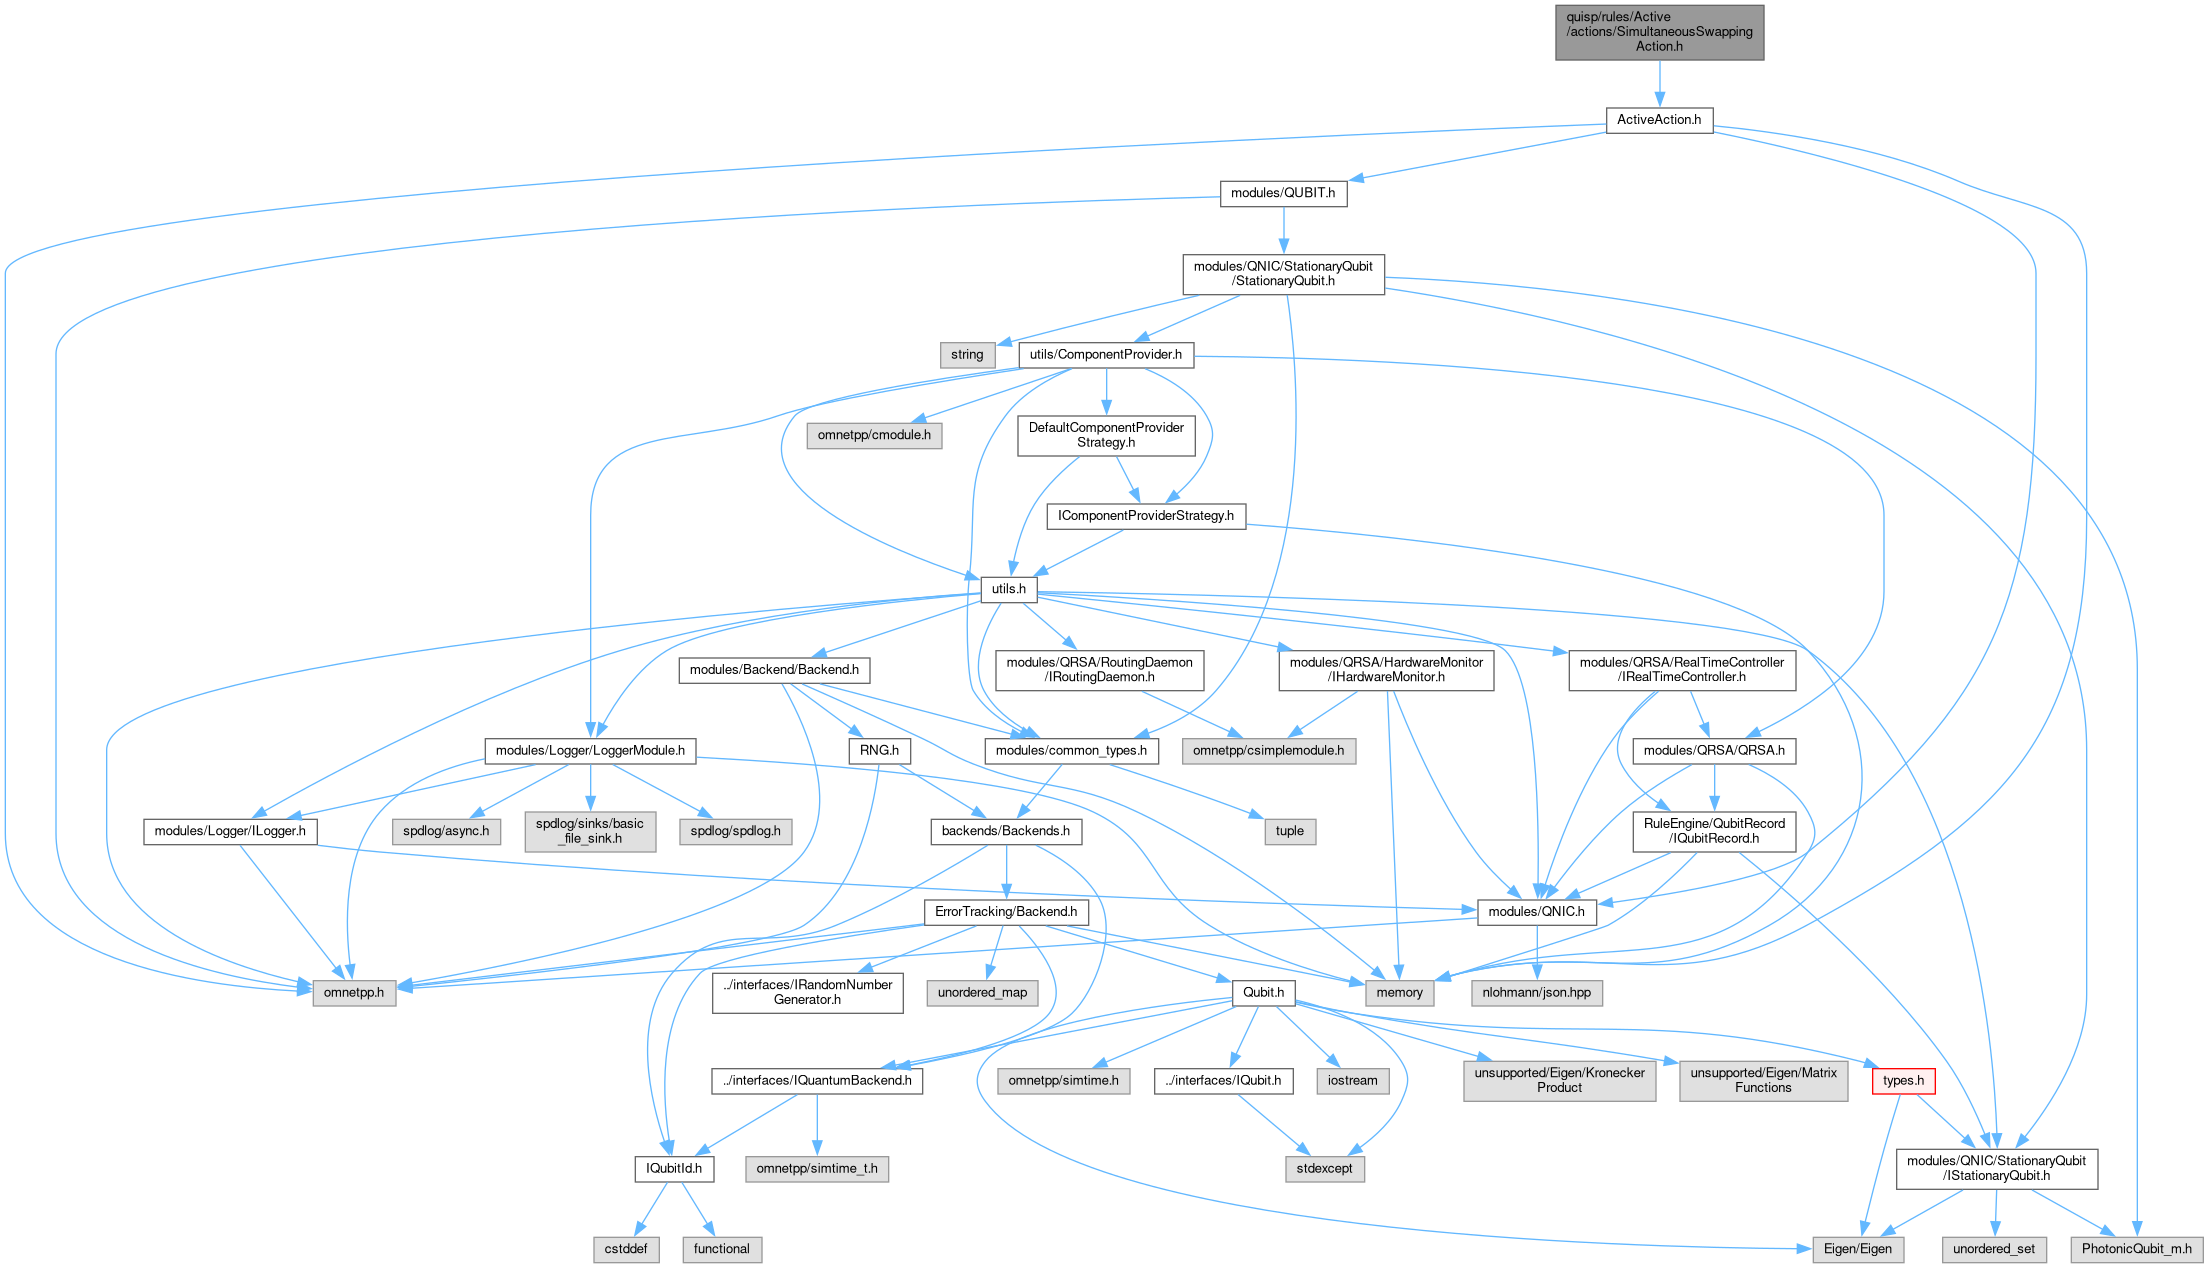 quisp/rules/Active
/actions/SimultaneousSwapping
Action.h
ActiveAction.h
modules/QUBIT.h
modules/QNIC/StationaryQubit
/StationaryQubit.h
string
utils/ComponentProvider.h
omnetpp/cmodule.h
DefaultComponentProvider
Strategy.h
IComponentProviderStrategy.h
utils.h
modules/Backend/Backend.h
modules/QRSA/RoutingDaemon
/IRoutingDaemon.h
modules/QRSA/HardwareMonitor
/IHardwareMonitor.h
modules/QRSA/RealTimeController
/IRealTimeController.h
modules/Logger/LoggerModule.h
RNG.h
modules/common_types.h
omnetpp/csimplemodule.h
modules/QRSA/QRSA.h
modules/Logger/ILogger.h
spdlog/async.h
spdlog/sinks/basic
_file_sink.h
spdlog/spdlog.h
backends/Backends.h
tuple
RuleEngine/QubitRecord
/IQubitRecord.h
ErrorTracking/Backend.h
modules/QNIC.h
omnetpp.h
../interfaces/IRandomNumber
Generator.h
unordered_map
Qubit.h
memory
nlohmann/json.hpp
../interfaces/IQuantumBackend.h
omnetpp/simtime.h
../interfaces/IQubit.h
iostream
unsupported/Eigen/Kronecker
Product
unsupported/Eigen/Matrix
Functions
types.h
IQubitId.h
omnetpp/simtime_t.h
stdexcept
modules/QNIC/StationaryQubit
/IStationaryQubit.h
cstddef
functional
Eigen/Eigen
unordered_set
PhotonicQubit_m.h